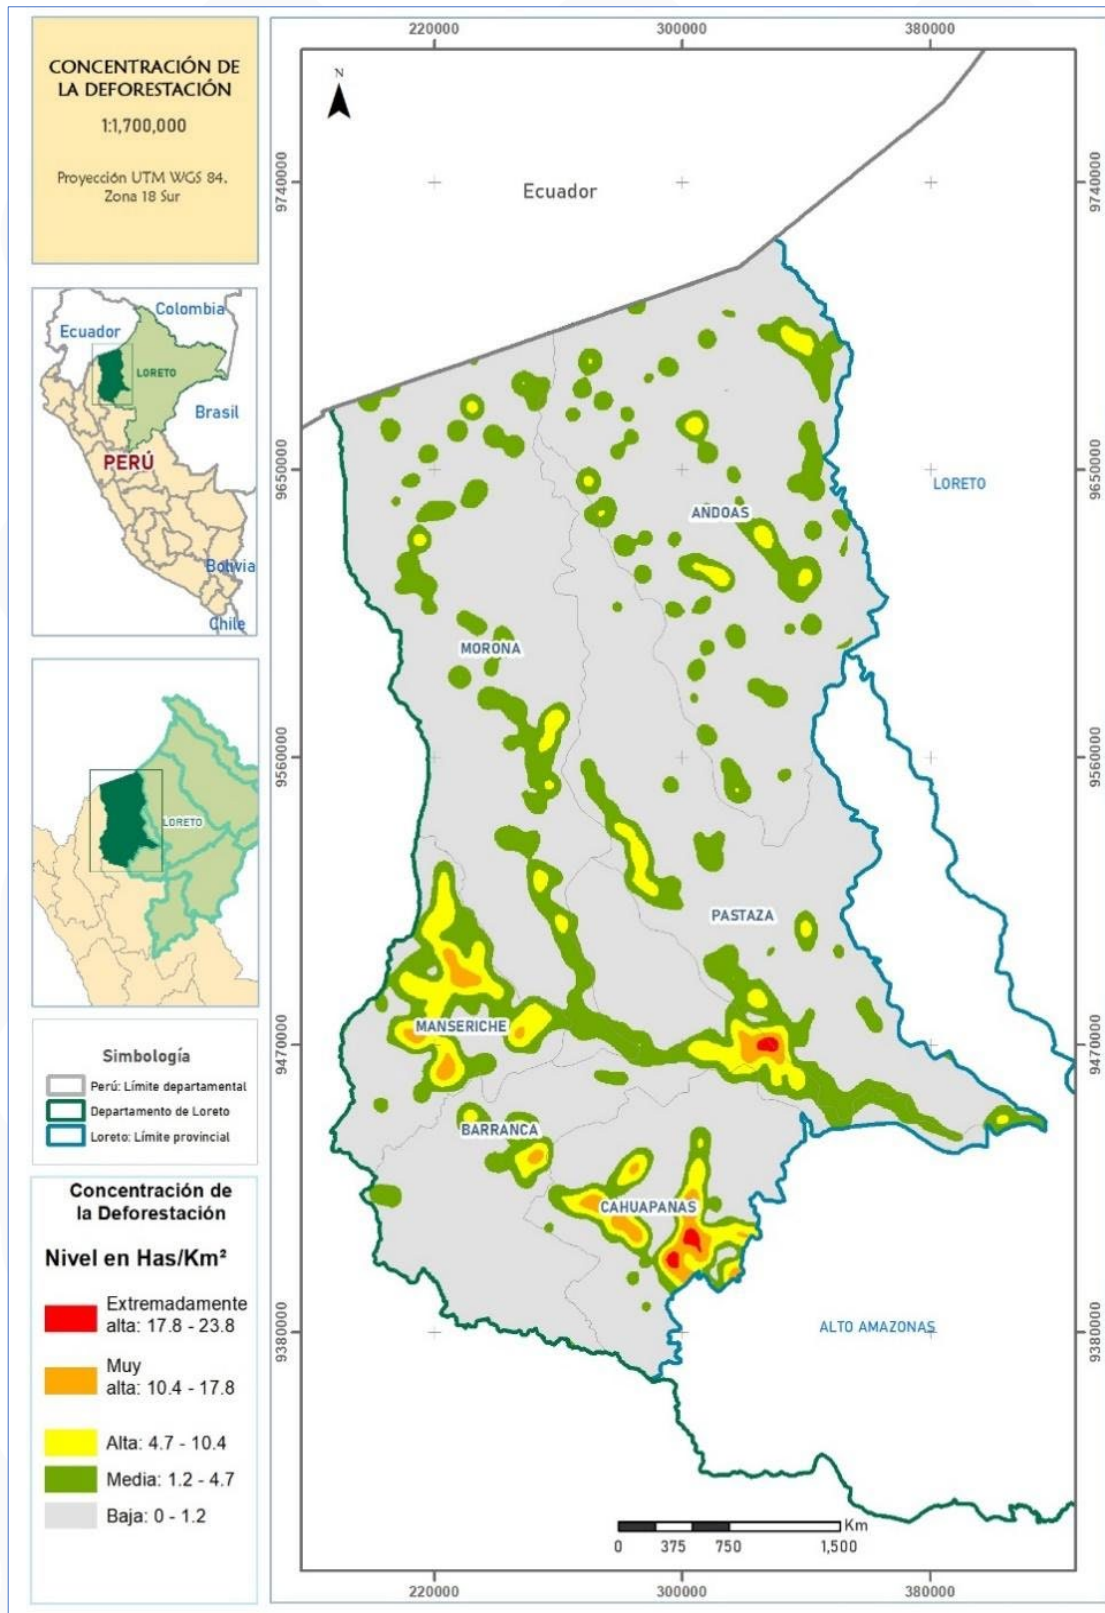 CONCENTRACIÓN DE
LA DEFORESTACIÓN
1:1,700,000
Proyección UTM WGS 84.
Zona 18 Sur
Colombia
Ecuador
LORETO
Brasil
PERÚ
Bolivia
Chile
LORETO
Simbología
Perú: Límite departamental
Departamento de Loreto
Loreto: Límite provincial
Concentración de
la Deforestación
Nivel en Has/Km²
Extremadamente
alta: 17.8 - 23.8
Muy
alta: 10.4 - 17.8
Alta: 4.7 - 10.4
Media: 1.2 - 4.7
Baja: 0 - 1.2
220000 300000 380000
N
9740000 9740000
Ecuador
9650000 9650000
LORETO
ANDOAS
MORONA
9560000 9560000
PASTAZA
MANSERICHE
9470000 9470000
BARRANCA
CAHUAPANAS
ALTO AMAZONAS
9380000 9380000
Km
0 375 750 1,500
220000 300000 380000